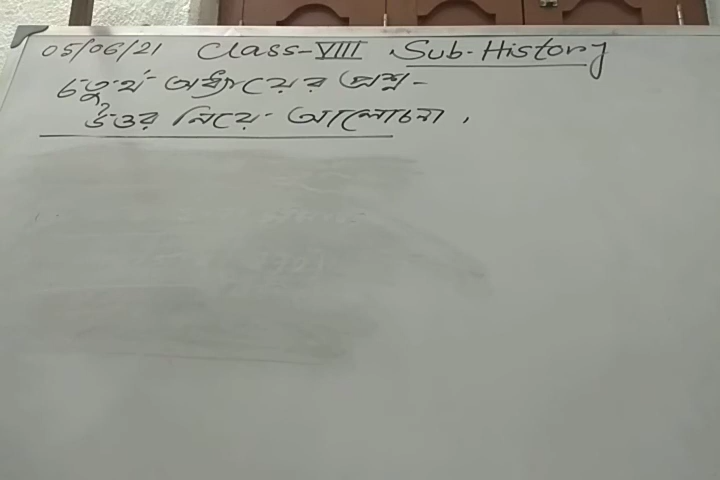 05/06/21 Class-VIII, Sub-History
চতুর্থ অধ্যায়ের প্রশ্ন-
উত্তর নিয়ে আলোচনা,